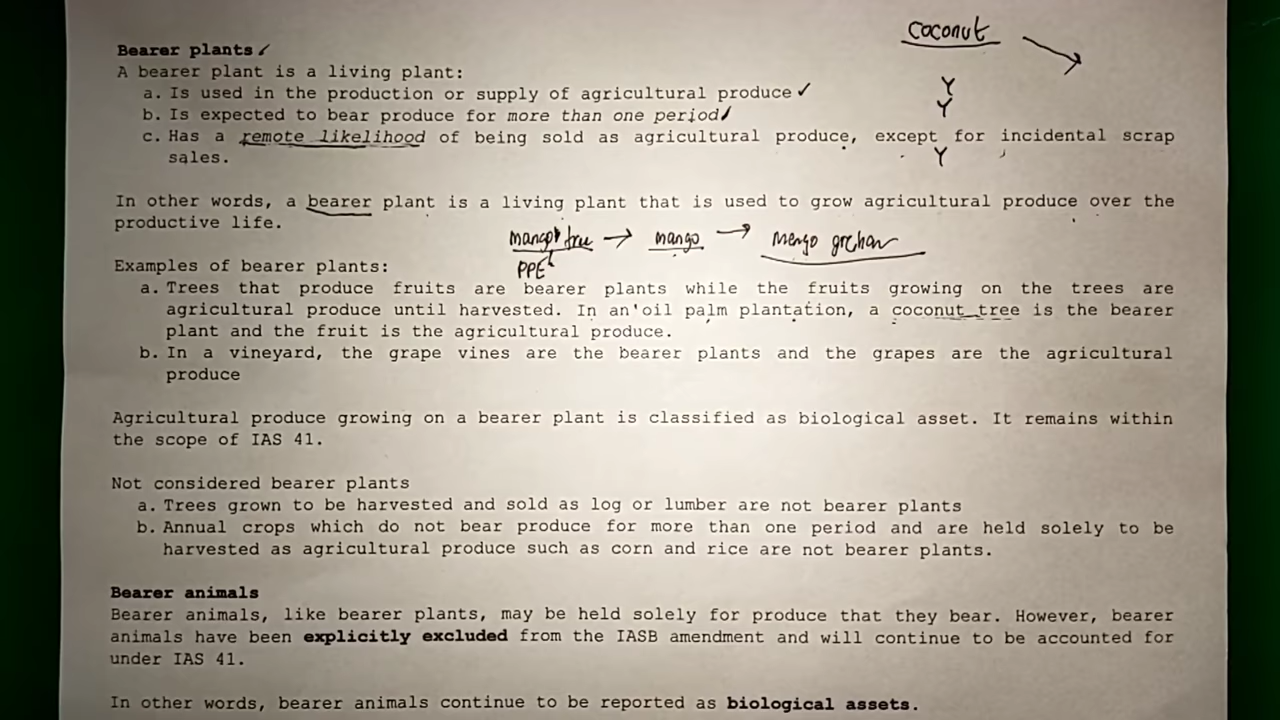 coconut
Bearer plants
A bearer plant is a living plant:
a. Is used in the production or supply of agricultural produce
Y
b. Is expected to bear produce for more than one period
Y
c. Has a remote likelihood of being sold as agricultural produce, except for incidental scrap
sales.
Y
In other words, a bearer plant is a living plant that is used to grow agricultural produce over the
productive life.
mango tree → mango → Mango
PPE
Examples of bearer plants:
a. Trees that produce fruits are bearer plants while the fruits growing on the trees are
agricultural produce until harvested. In an oil palm plantation, a coconut tree is the bearer
plant and the fruit is the agricultural produce.
b. In a vineyard, the grape vines are the bearer plants and the grapes are the agricultural
produce
Agricultural produce growing on a bearer plant is classified as biological asset. It remains within
the scope of IAS 41.
Not considered bearer plants
a. Trees grown to be harvested and sold as log or lumber are not bearer plants
b. Annual crops which do not bear produce for more than one period and are held solely to be
harvested as agricultural produce such as corn and rice are not bearer plants.
Bearer animals
Bearer animals, like bearer plants, may be held solely for produce that they bear. However, bearer
animals have been explicitly excluded from the IASB amendment and will continue to be accounted for
under IAS 41.
In other words, bearer animals continue to be reported as biological assets.